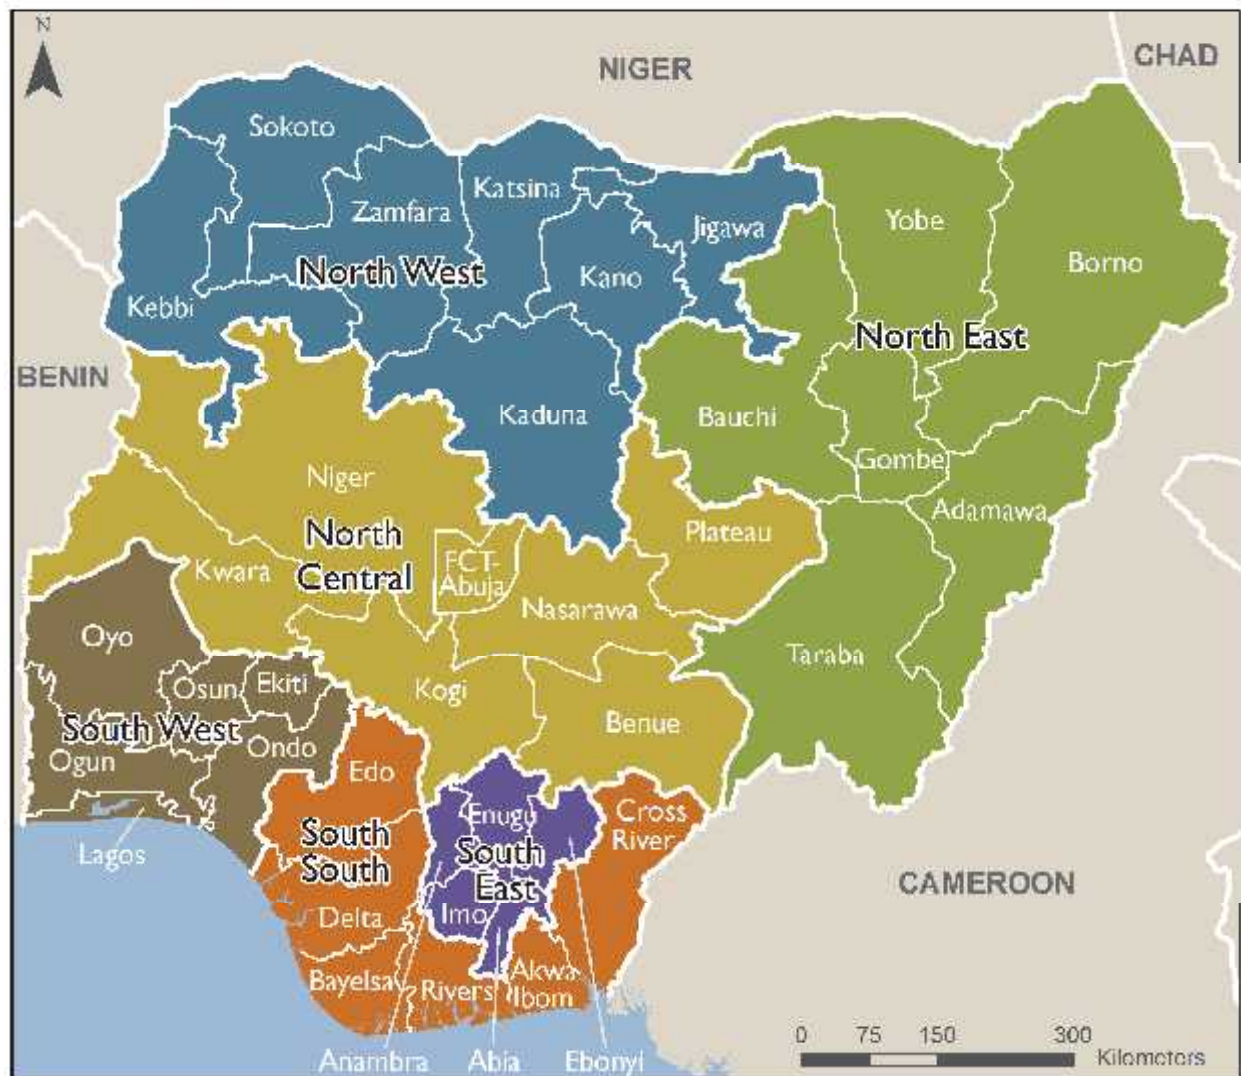 N
NIGER
CHAD
Sokoto
Katsina
Zamfara
Jigawa
Yobe
Borno
North West
Kano
Kebbi
North East
BENIN
Kaduna
Bauchi
Gombe
Niger
Adamawa
Plateau
North
Central
FCT-
Abuja
Kwara
Nasarawa
Oyo
Taraba
Osun
Ekiti
Kogi
South West
Benue
Ondo
Ogun
Edo
Cross
River
Enugu
South
South
South
East
Lagos
CAMEROON
Delta
Imo
Bayelsa
Rivers
Akwa
Ibom
Anambra
Abia
Ebonyi
0 75 150 300
Kilometers